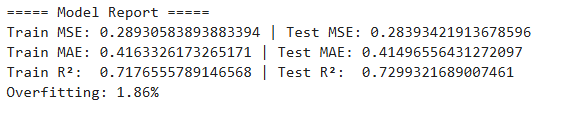 ===== Model Report =====
Train MSE: 0.28930583893883394 | Test MSE: 0.28393421913678596
Train MAE: 0.4163326173265171 | Test MAE: 0.41496556431272097
Train R²:  0.7176555789146568 | Test R²:  0.7299321689007461
Overfitting: 1.86%